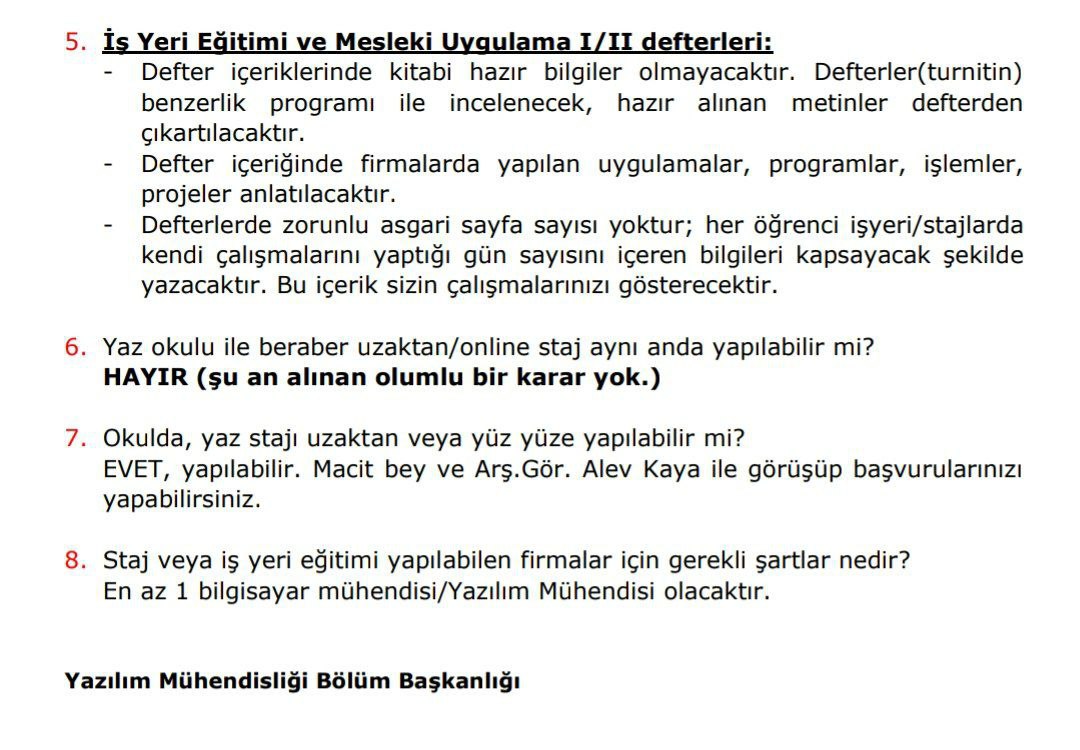 5. İş Yeri Eğitimi ve Mesleki Uygulama I/II defterleri:
- Defter içeriklerinde kitabi hazır bilgiler olmayacaktır. Defterler(turnitin)
benzerlik programı ile incelenecek, hazır alınan metinler defterden
çıkartılacaktır.
- Defter içeriğinde firmalarda yapılan uygulamalar, programlar, işlemler,
projeler anlatılacaktır.
- Defterlerde zorunlu asgari sayfa sayısı yoktur; her öğrenci işyeri/stajlarda
kendi çalışmalarını yaptığı gün sayısını içeren bilgileri kapsayacak şekilde
yazacaktır. Bu içerik sizin çalışmalarınızı gösterecektir.
6. Yaz okulu ile beraber uzaktan/online staj aynı anda yapılabilir mi?
HAYIR (şu an alınan olumlu bir karar yok.)
7. Okulda, yaz stajı uzaktan veya yüz yüze yapılabilir mi?
EVET, yapılabilir. Macit bey ve Arş.Gör. Alev Kaya ile görüşüp başvurularınızı
yapabilirsiniz.
8. Staj veya iş yeri eğitimi yapılabilen firmalar için gerekli şartlar nedir?
En az 1 bilgisayar mühendisi/Yazılım Mühendisi olacaktır.
Yazılım Mühendisliği Bölüm Başkanlığı